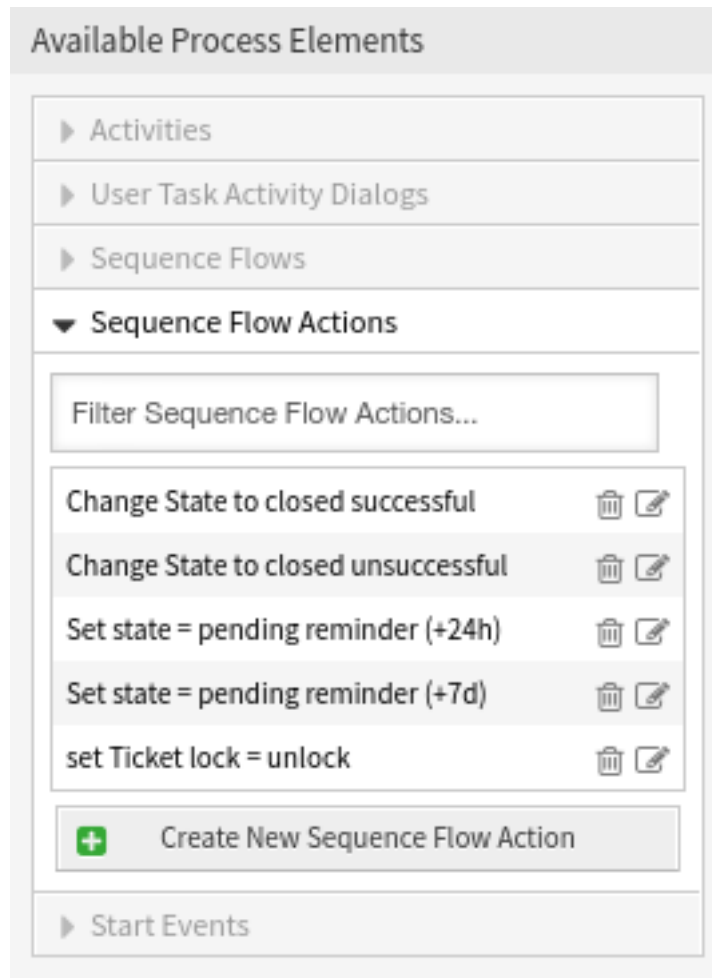 Available Process Elements
Activities
User Task Activity Dialogs
Sequence Flows
Sequence Flow Actions
Filter Sequence Flow Actions...
Change State to closed successful
Change State to closed unsuccessful
Set state = pending reminder (+24h)
Set state = pending reminder (+7d)
set Ticket lock = unlock
Create New Sequence Flow Action
Start Events